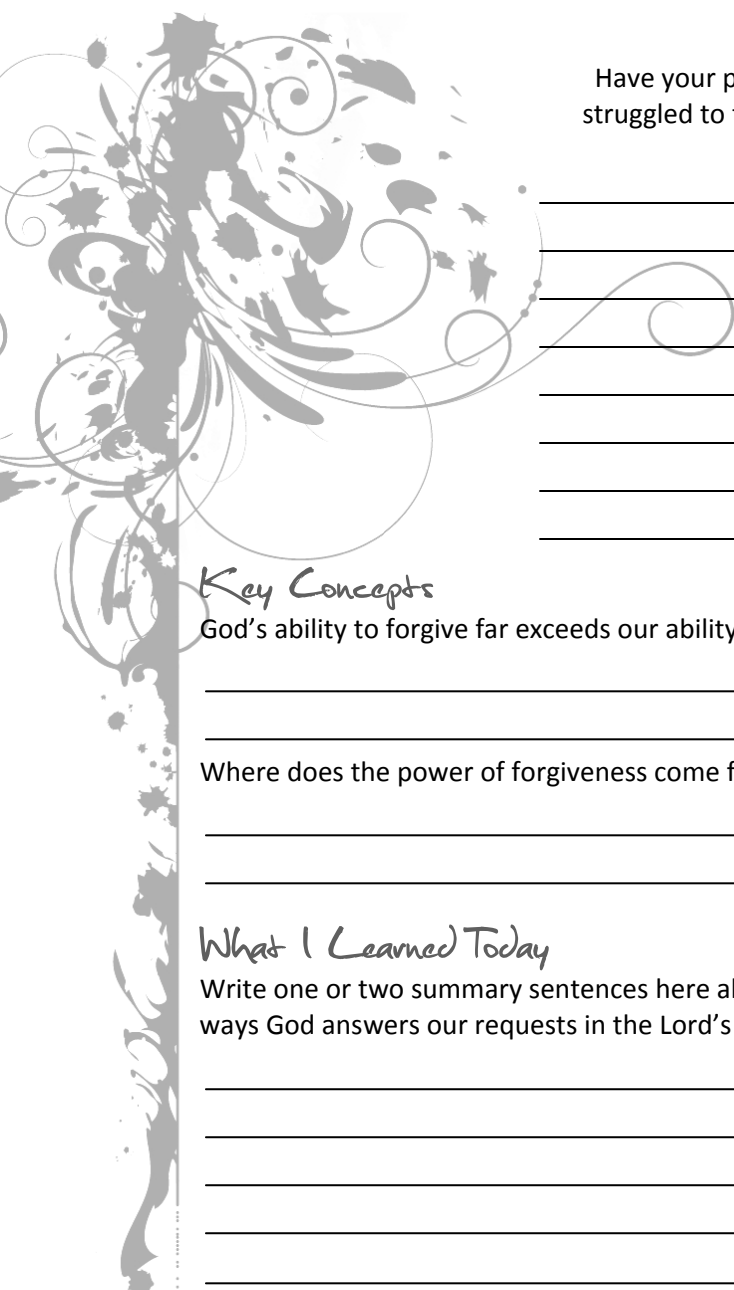 Have your
struggled to
Key Concepts
God's ability to forgive far exceeds our ability
Where does the power of forgiveness come
What I Learned Today
Write one or two summary sentences here
ways God answers our requests in the Lord's